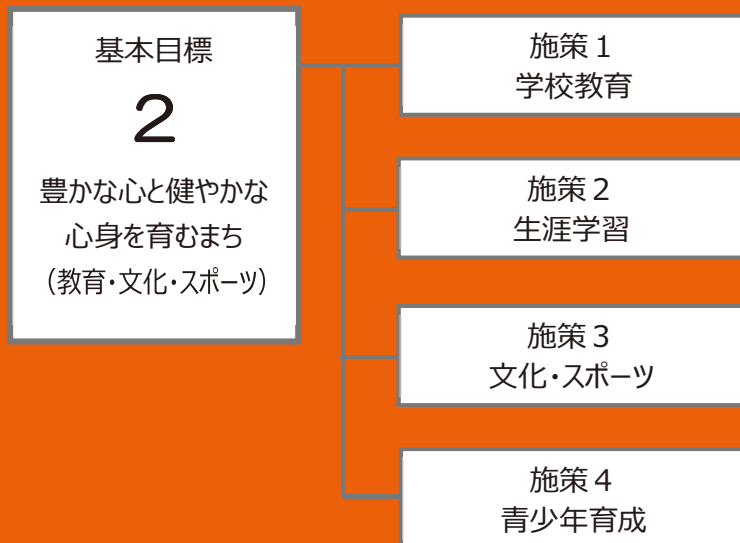 基本目標
2
豊かな心と健やかな
心身を育むまち
（教育・文化・スポーツ）
施策１
学校教育
施策２
生涯学習
施策３
文化・スポーツ
施策４
青少年育成